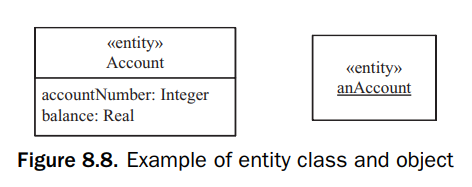 «entity»
Account
accountNumber: Integer
balance: Real
«entity»
anAccount
Figure 8.8. Example of entity class and object